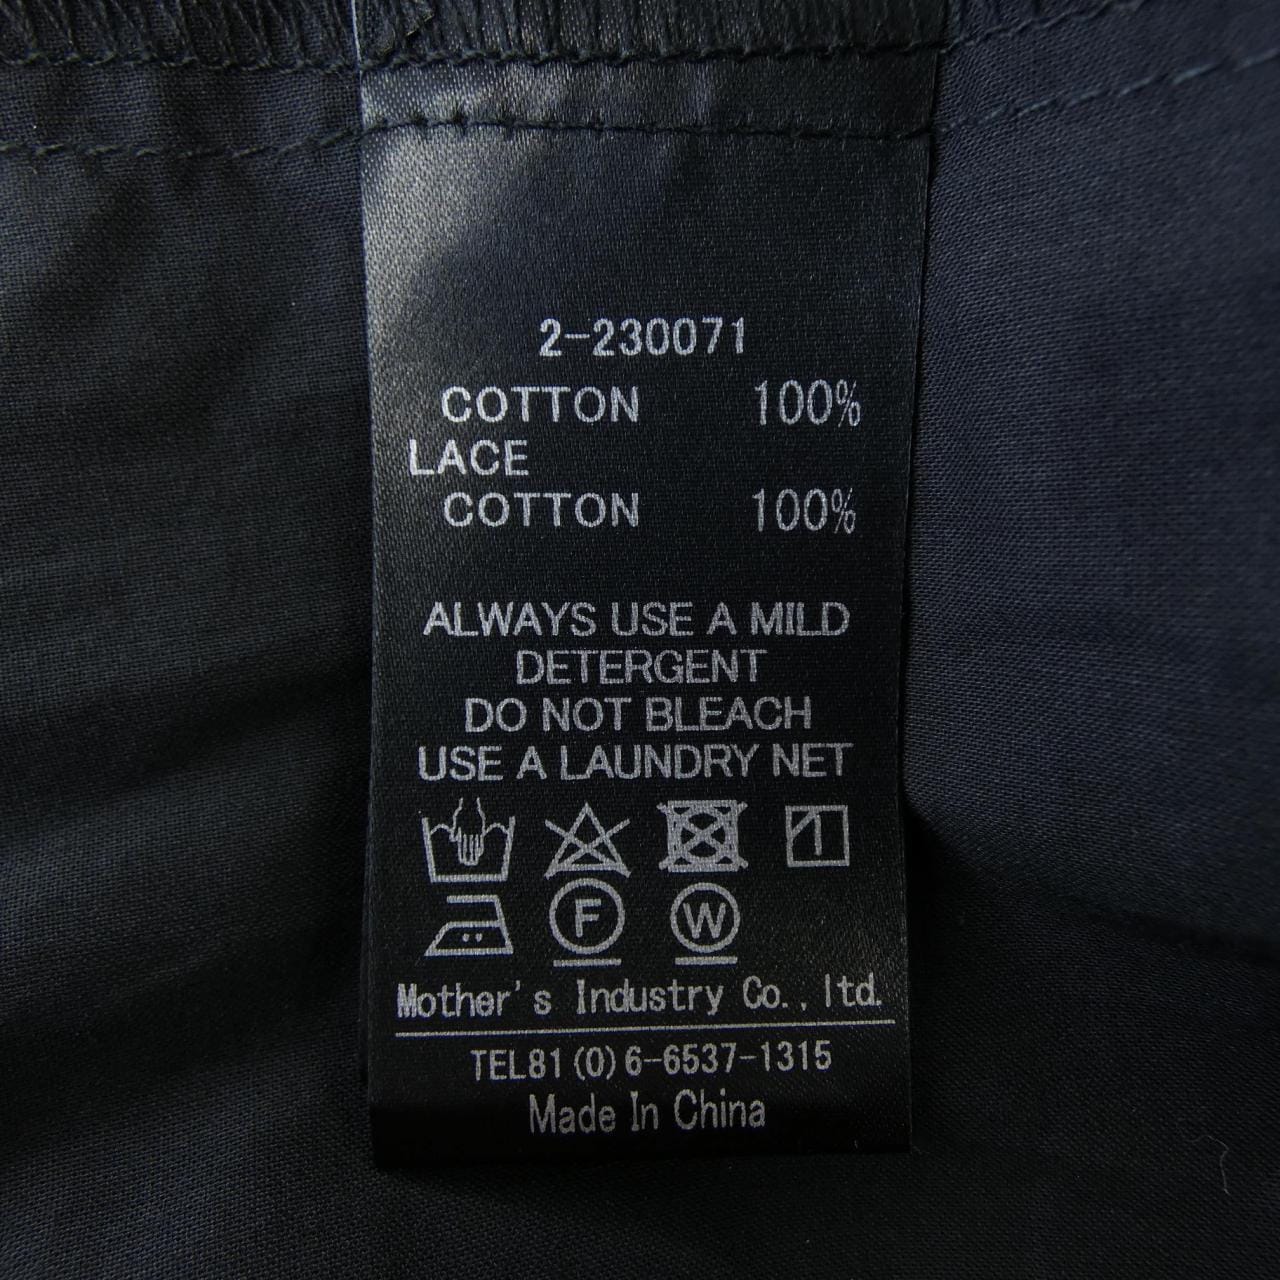 2-230071
COTTON 100%
LACE
COTTON 100%
ALWAYS USE A MILD
DETERGENT
DO NOT BLEACH
USE A LAUNDRY NET
F W
Mother's Industry Co., ltd.
TEL81(0)6-6537-1315
Made In China